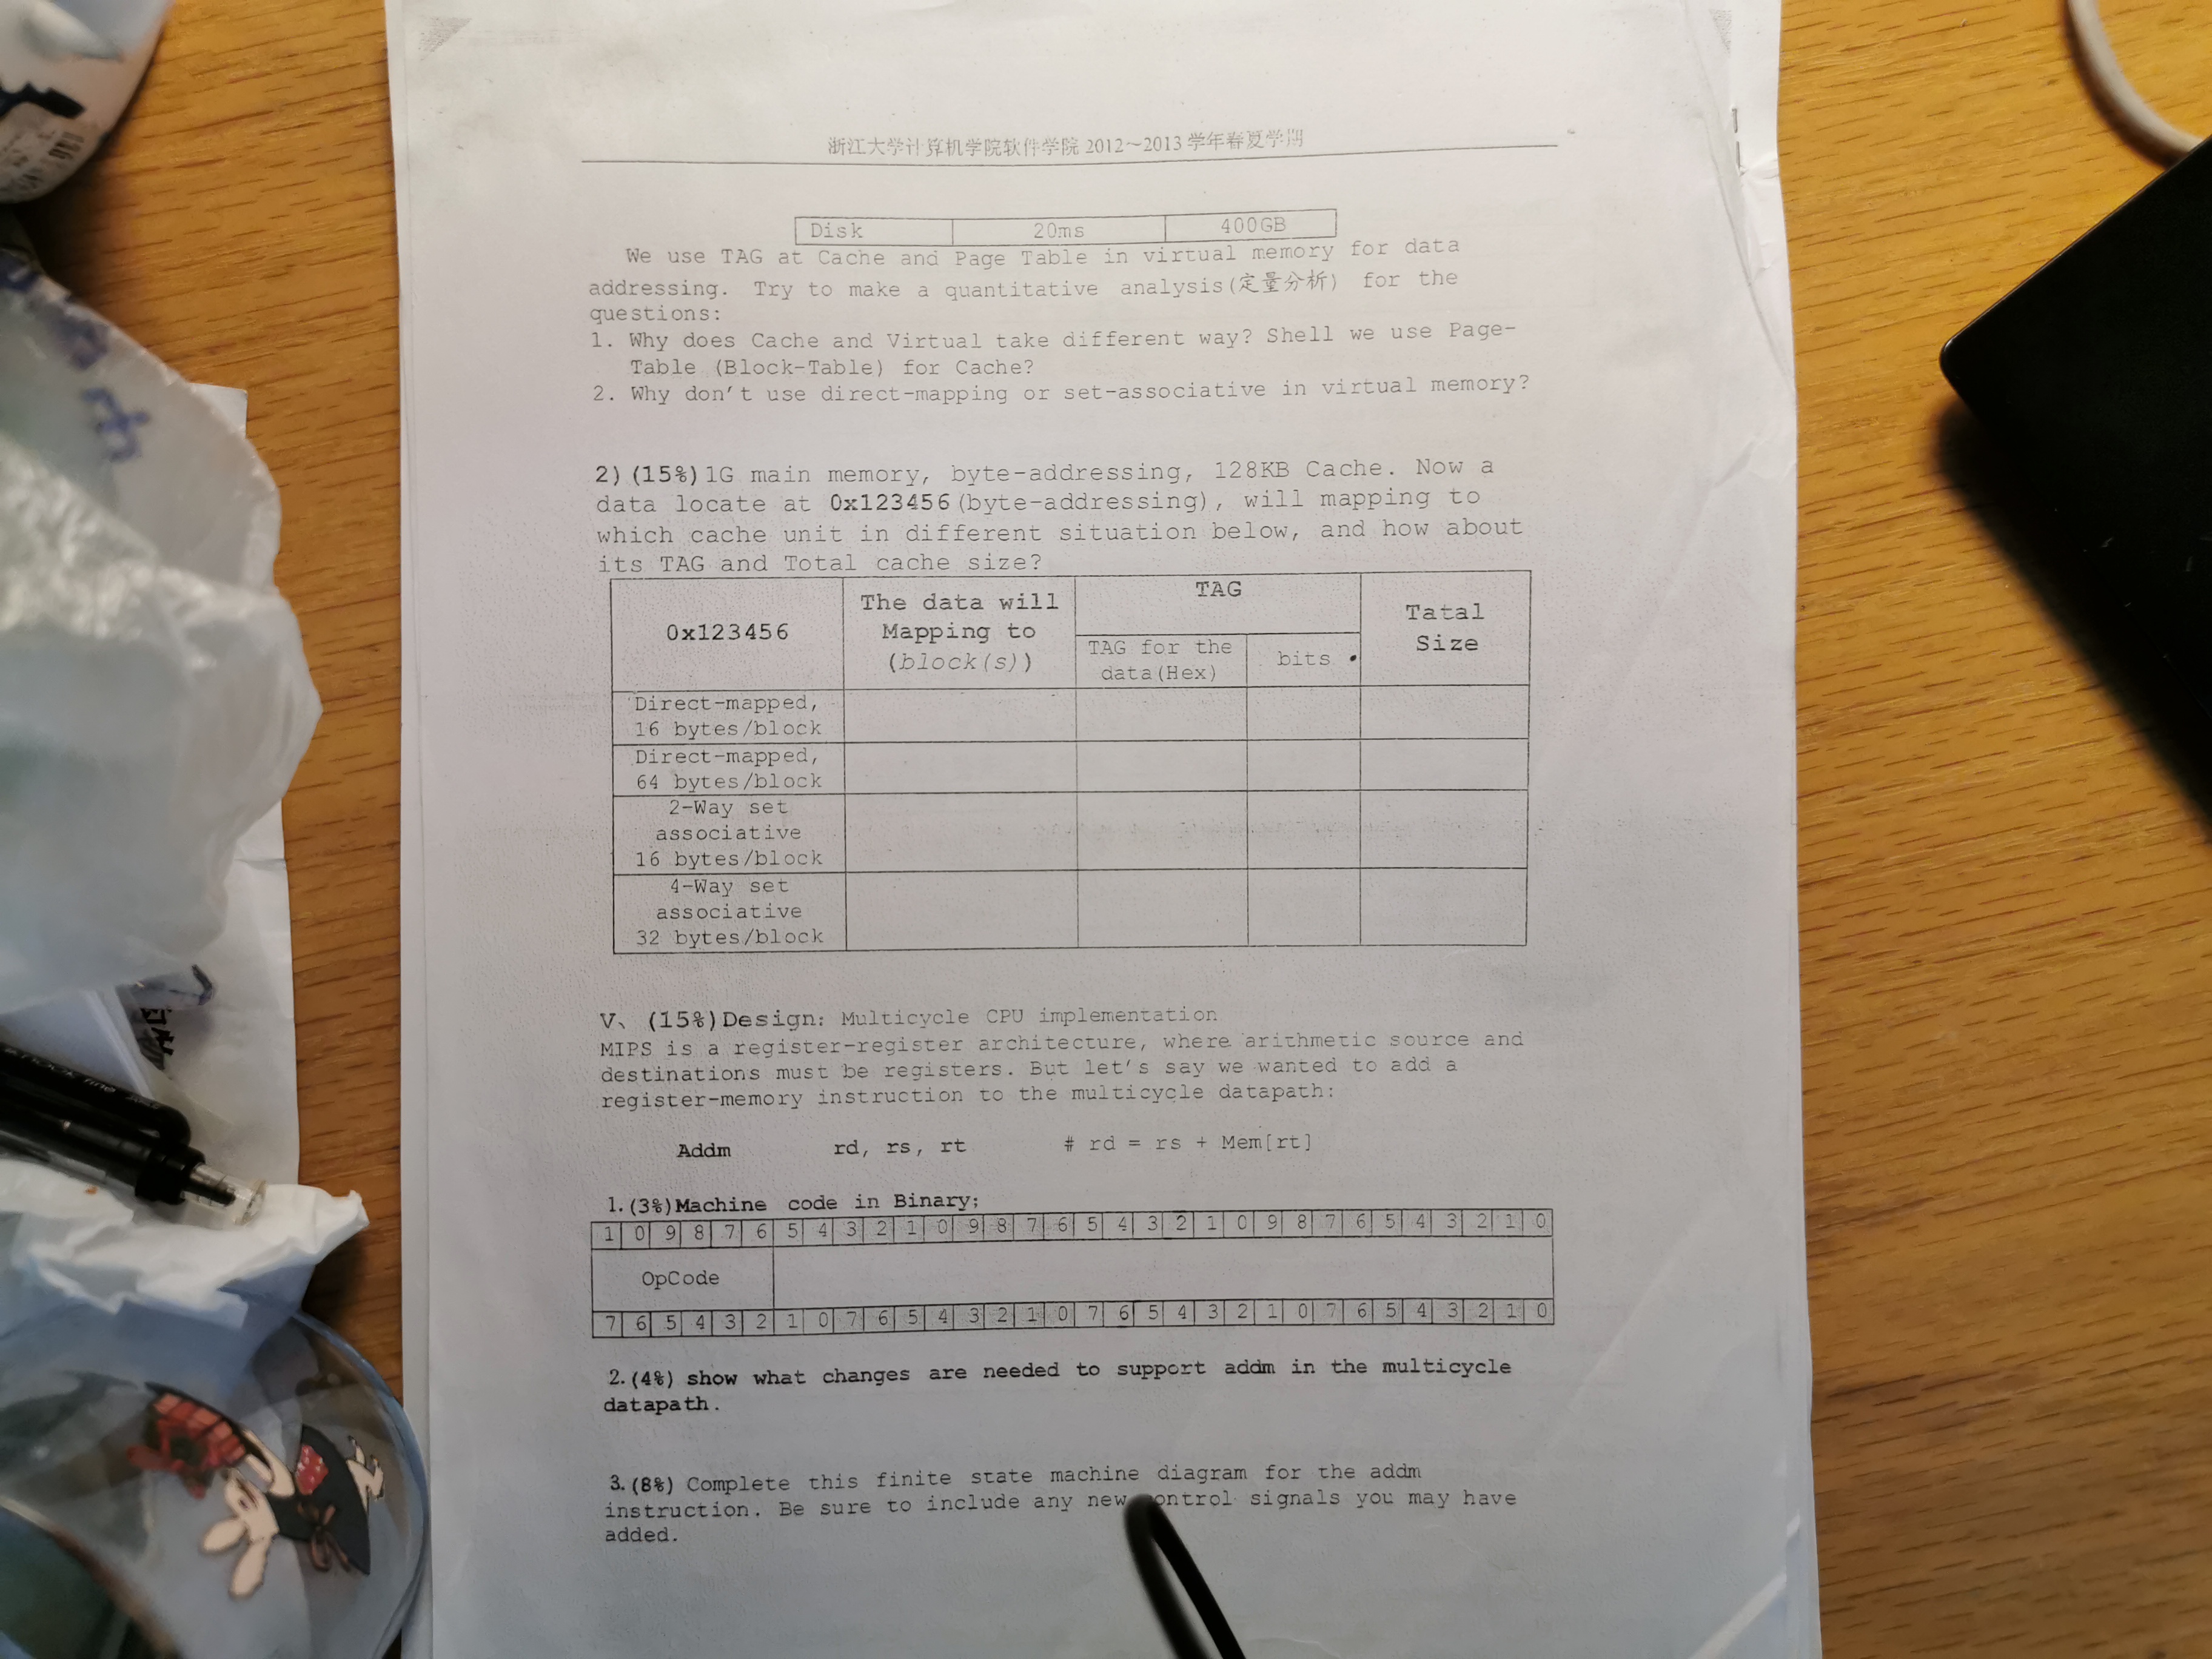 浙江大学计算机学院软件学院 2012～2013 学年春夏学期
Disk 20ms 400GB
We use TAG at Cache and Page Table in virtual memory for data
addressing. Try to make a quantitative analysis(定量分析) for the
questions:
1. Why does Cache and Virtual take different way? Shell we use Page-
Table (Block-Table) for Cache?
2. Why don't use direct-mapping or set-associative in virtual memory?
2) (15%) 1G main memory, byte-addressing, 128KB Cache. Now a
data locate at 0x123456 (byte-addressing), will mapping to
which cache unit in different situation below, and how about
its TAG and Total cache size?
0x123456
The data will
Mapping to
(block(s))
TAG
TAG for the
data(Hex)
bits
Tatal
Size
Direct-mapped,
16 bytes/block
Direct-mapped,
64 bytes/block
2-Way set
associative
16 bytes/block
4-Way set
associative
32 bytes/block
V、 (15%) Design: Multicycle CPU implementation
MIPS is a register-register architecture, where arithmetic source and
destinations must be registers. But let's say we wanted to add a
register-memory instruction to the multicycle datapath:
Addm rd, rs, rt # rd = rs + Mem[rt]
1. (3%) Machine code in Binary;
1 0 9 8 7 6 5 4 3 2 1 0 9 8 7 6 5 4 3 2 1 0 9 8 7 6 5 4 3 2 1 0
OpCode
7 6 5 4 3 2 1 0 7 6 5 4 3 2 1 0 7 6 5 4 3 2 1 0 7 6 5 4 3 2 1 0
2. (4%) show what changes are needed to support addm in the multicycle
datapath.
3. (8%) Complete this finite state machine diagram for the addm
instruction. Be sure to include any new control signals you may have
added.